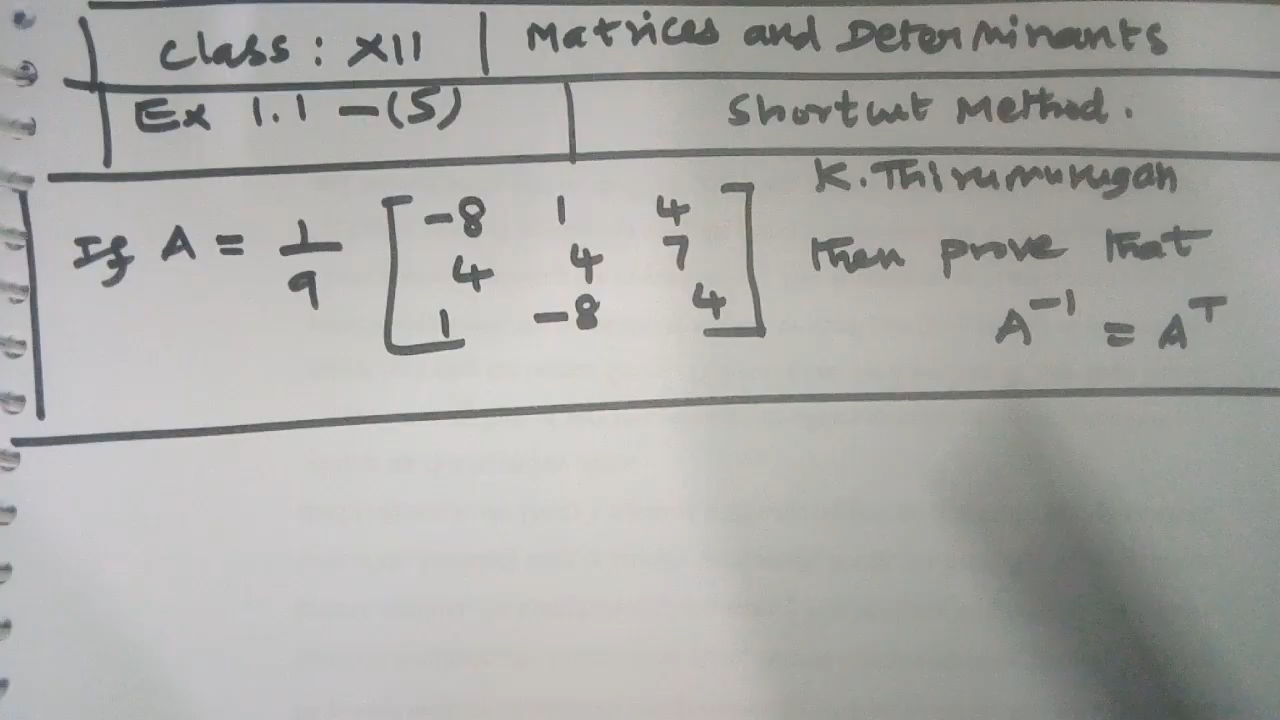 Class : XII | Matrices and Determinants
Ex 1.1 - (5) Shortcut Method.
K. Thirumurugan
If A = 1/9 [ -8 1 4 then prove that
4 4 7
1 -8 4 ] A^-1 = A^T